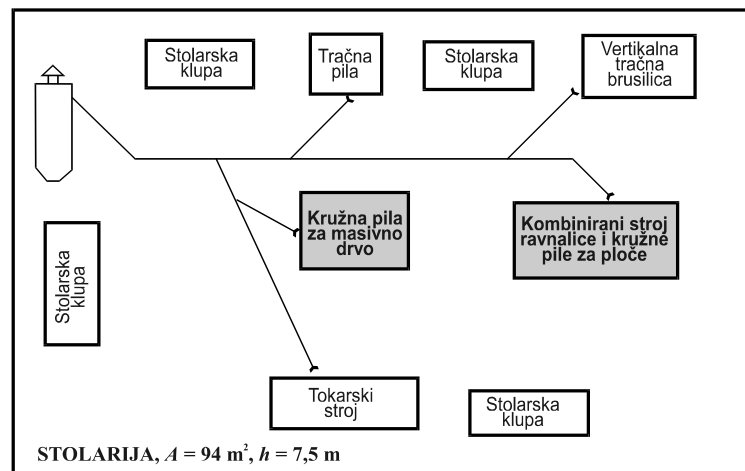 Stolarska
klupa
Tračna
pila
Stolarska
klupa
Vertikalna
tračna
brusilica
Kružna pila
za masivno
drvo
Kombinirani stroj
ravnalice i kružne
pile za ploče
Stolarska
klupa
Tokarski
stroj
Stolarska
klupa
STOLARIJA, A = 94 m², h = 7,5 m